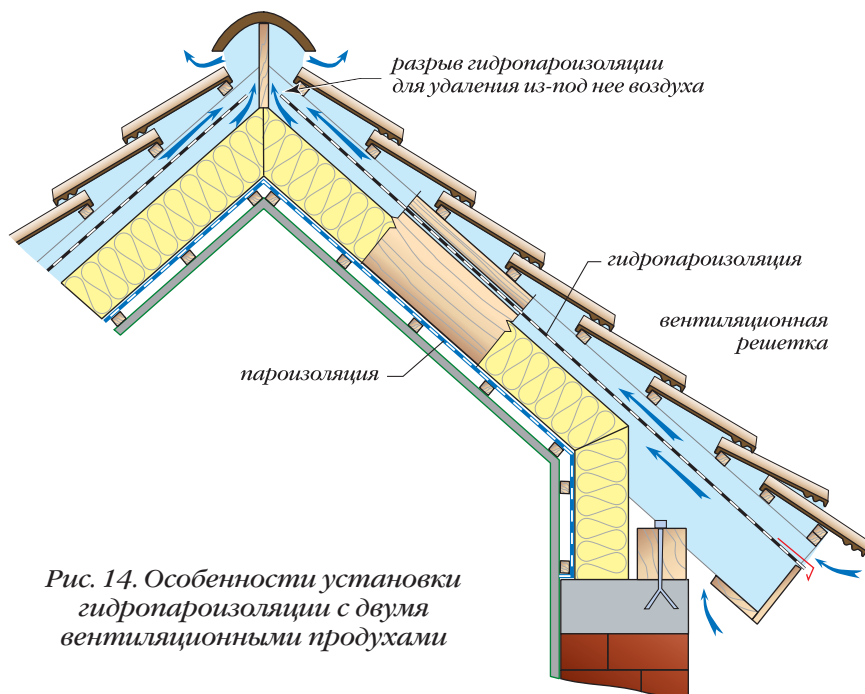 разрыв гидропароизоляции
для удаления из-под нее воздуха
гидропароизоляция
вентиляционная
решетка
пароизоляция
Рис. 14. Особенности установки
гидропароизоляции с двумя
вентиляционными продухами